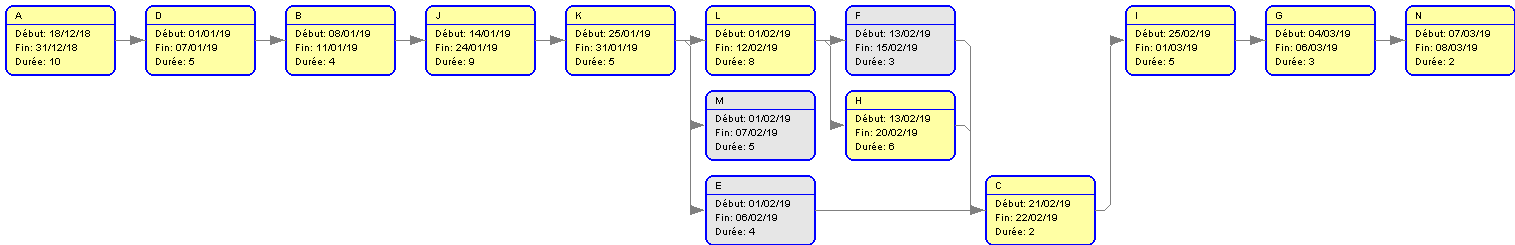 A
Début: 18/12/18
Fin: 31/12/18
Durée: 10
D
Début: 01/01/19
Fin: 07/01/19
Durée: 5
B
Début: 08/01/19
Fin: 11/01/19
Durée: 4
J
Début: 14/01/19
Fin: 24/01/19
Durée: 9
K
Début: 25/01/19
Fin: 31/01/19
Durée: 5
L
Début: 01/02/19
Fin: 12/02/19
Durée: 8
F
Début: 13/02/19
Fin: 15/02/19
Durée: 3
I
Début: 25/02/19
Fin: 01/03/19
Durée: 5
G
Début: 04/03/19
Fin: 06/03/19
Durée: 3
N
Début: 07/03/19
Fin: 08/03/19
Durée: 2
M
Début: 01/02/19
Fin: 07/02/19
Durée: 5
H
Début: 13/02/19
Fin: 20/02/19
Durée: 6
E
Début: 01/02/19
Fin: 06/02/19
Durée: 4
C
Début: 21/02/19
Fin: 22/02/19
Durée: 2